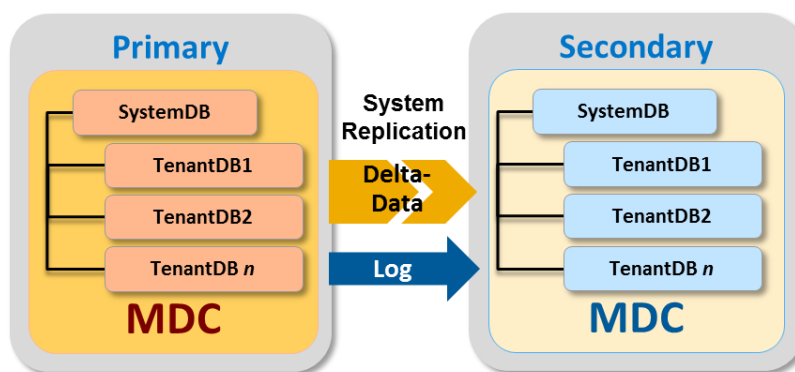 Primary
SystemDB
TenantDB1
TenantDB2
TenantDB n
MDC
System
Replication
Delta-
Data
Log
Secondary
SystemDB
TenantDB1
TenantDB2
TenantDB n
MDC